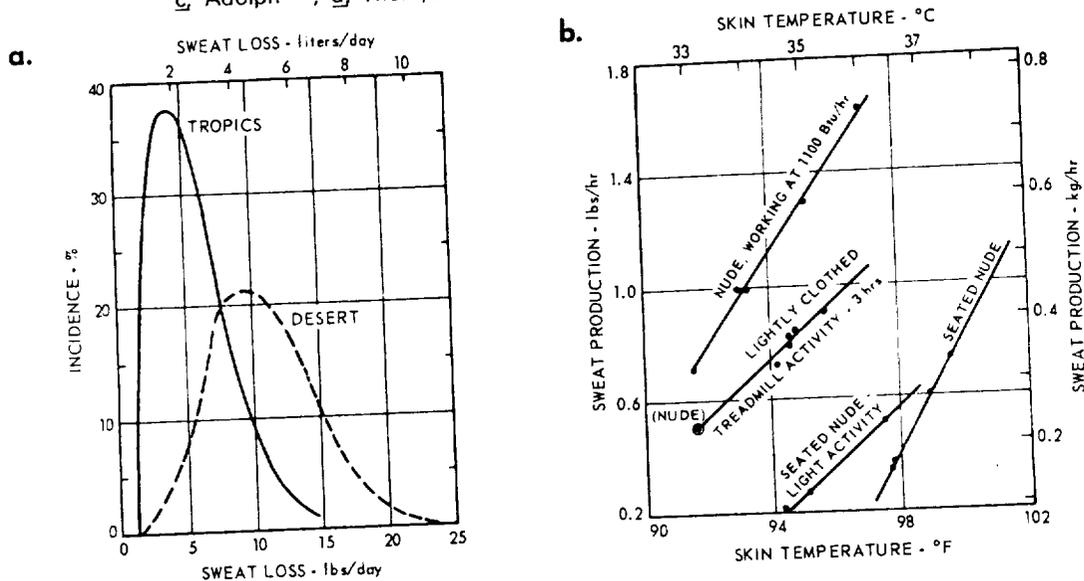 c, Adolph
a.
SWEAT LOSS - liters/day
2 4 6 8 10
40
30
20
10
0
INCIDENCE - %
TROPICS
DESERT
0 5 10 15 20 25
SWEAT LOSS - lbs/day
b.
SKIN TEMPERATURE - °C
33 35 37
1.8
1.4
1.0
0.6
0.2
SWEAT PRODUCTION - lbs/hr
NUDE, WORKING AT 1100 Btu/hr
LIGHTLY CLOTHED
TREADMILL ACTIVITY, 3 hrs
(NUDE)
SEATED NUDE,
LIGHT ACTIVITY
SEATED NUDE
0.8
0.6
0.4
0.2
SWEAT PRODUCTION - kg/hr
90 94 98 102
SKIN TEMPERATURE - °F